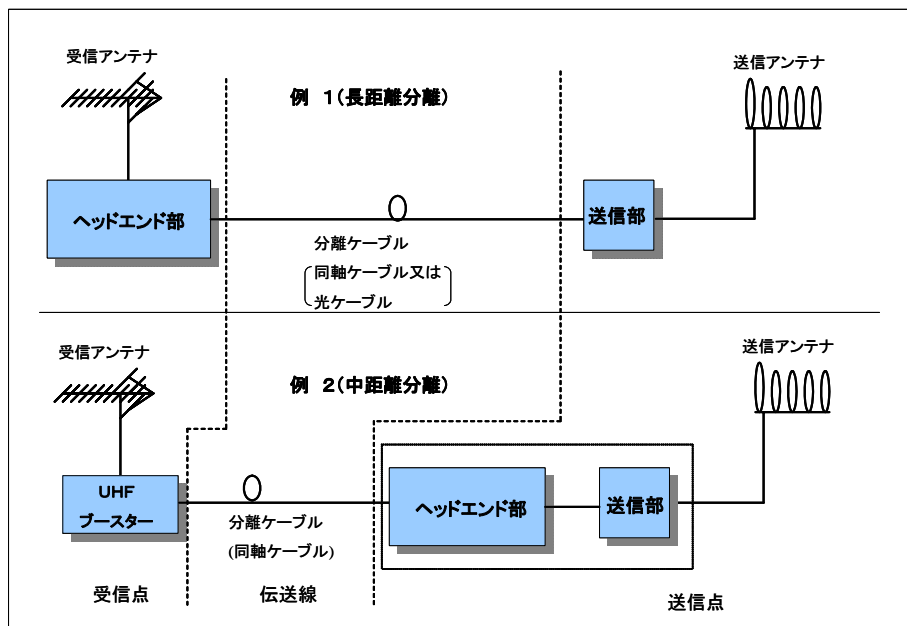 受信アンテナ
送信アンテナ
例 1(長距離分離)
ヘッドエンド部
送信部
分離ケーブル
同軸ケーブル又は
光ケーブル
受信アンテナ
送信アンテナ
例 2(中距離分離)
UHF
ブースター
ヘッドエンド部
送信部
分離ケーブル
(同軸ケーブル)
受信点
伝送線
送信点